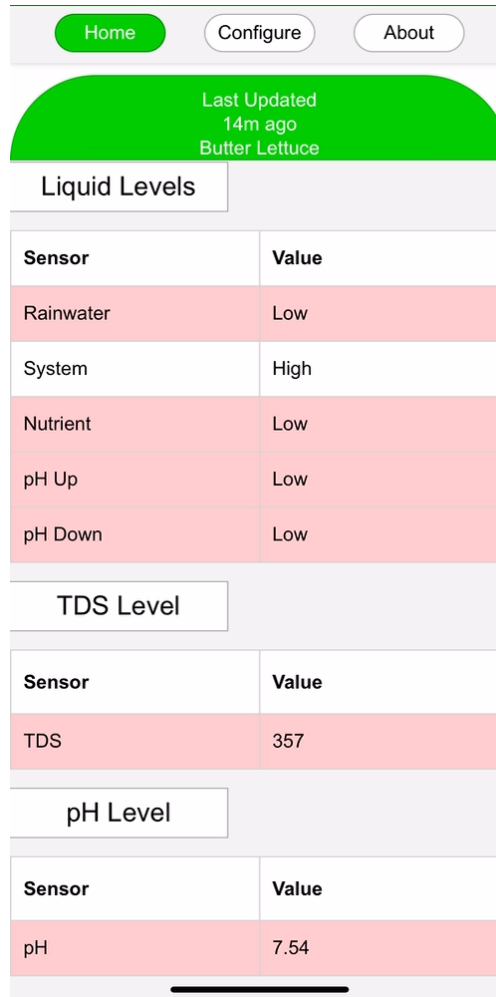 Home Configure About
Last Updated
14m ago
Butter Lettuce
Liquid Levels
Sensor Value
Rainwater Low
System High
Nutrient Low
pH Up Low
pH Down Low
TDS Level
Sensor Value
TDS 357
pH Level
Sensor Value
pH 7.54